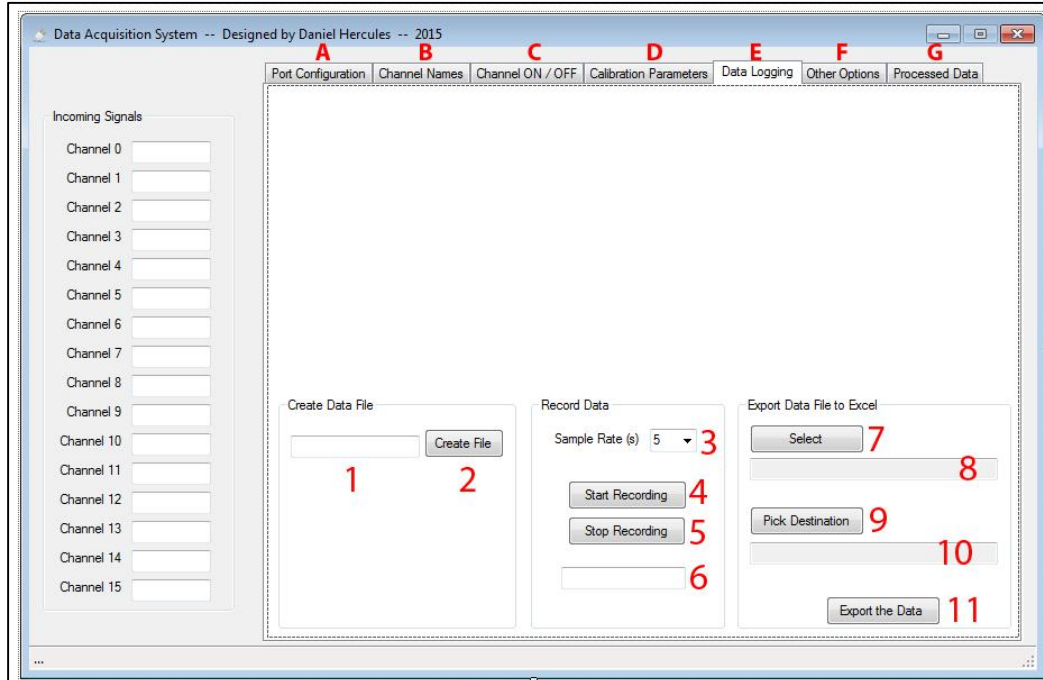 Data Acquisition System -- Designed by Daniel Hercules -- 2015
A B C D E F G
Port Configuration Channel Names Channel ON / OFF Calibration Parameters Data Logging Other Options Processed Data
Incoming Signals
Channel 0
Channel 1
Channel 2
Channel 3
Channel 4
Channel 5
Channel 6
Channel 7
Channel 8
Channel 9
Channel 10
Channel 11
Channel 12
Channel 13
Channel 14
Channel 15
Create Data File
Create File
1 2
Record Data
Sample Rate (s) 5 3
Start Recording 4
Stop Recording 5
6
Export Data File to Excel
Select 7
8
Pick Destination 9
10
Export the Data 11
...